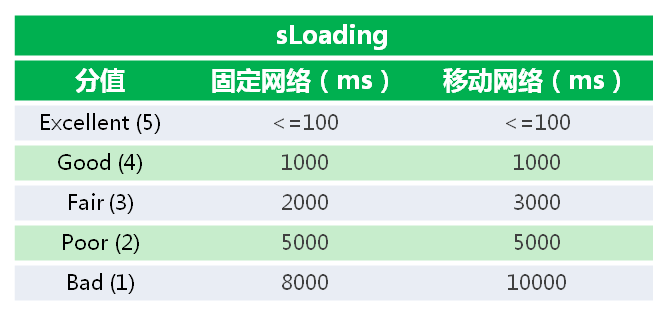 sLoading
分值 固定网络（ms） 移动网络（ms）
Excellent (5) <=100 <=100
Good (4) 1000 1000
Fair (3) 2000 3000
Poor (2) 5000 5000
Bad (1) 8000 10000